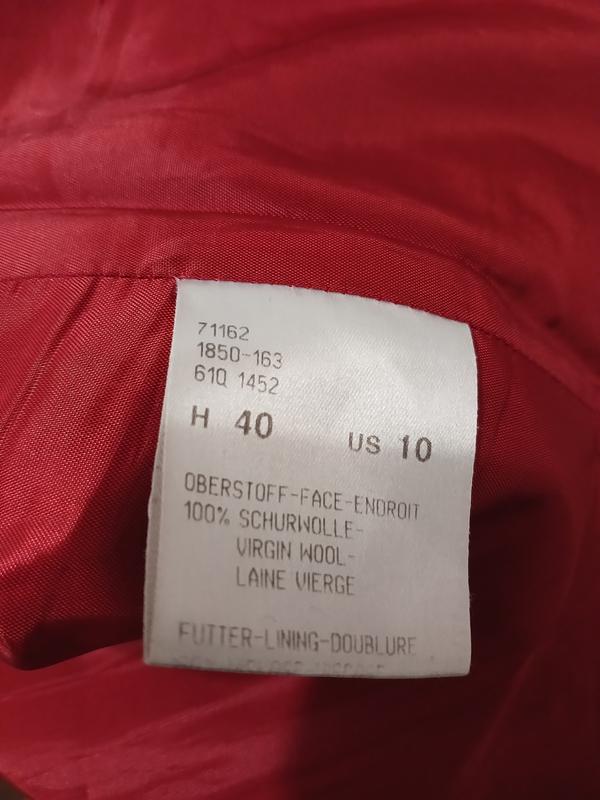 71162
1850-163
610 1452
H 40 US 10
OBERSTOFF-FACE-ENDROIT
100% SCHURWOLLE-
VIRGIN WOOL-
LAINE VIERGE
FUTTER-LINING-DOUBLURE